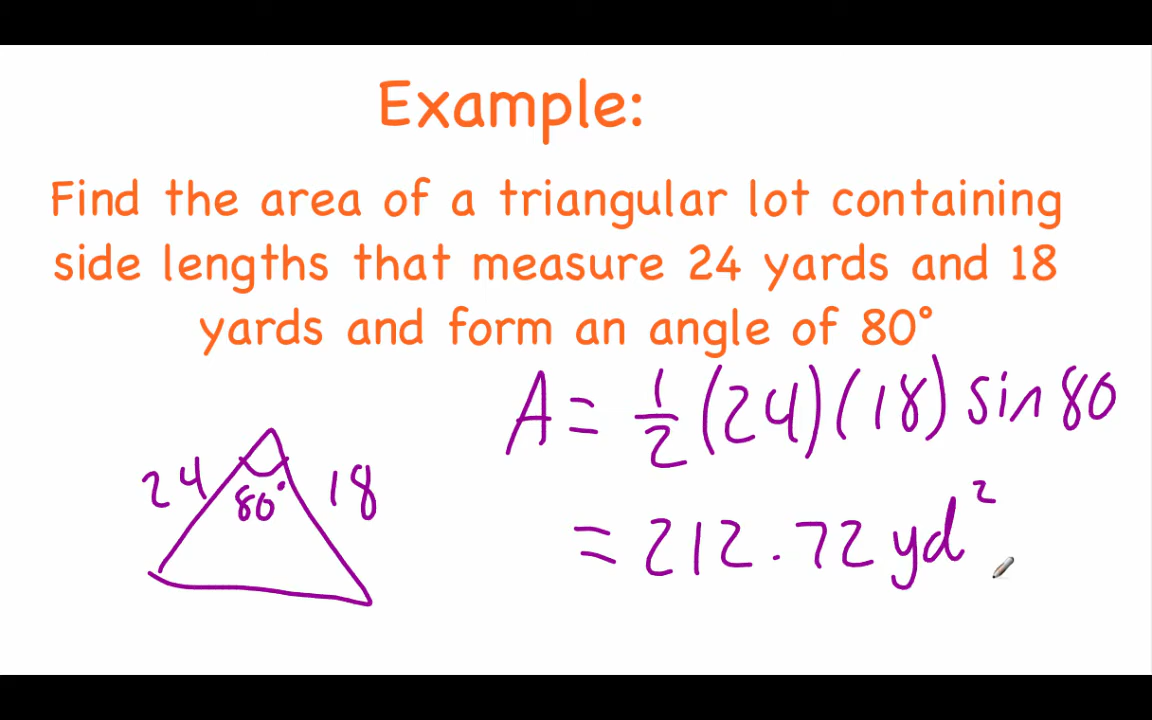 Example:
Find the area of a triangular lot containing
side lengths that measure 24 yards and 18
yards and form an angle of 80°
A = 1/2 (24)(18) sin 80
24
80°
18
= 212.72 yd²